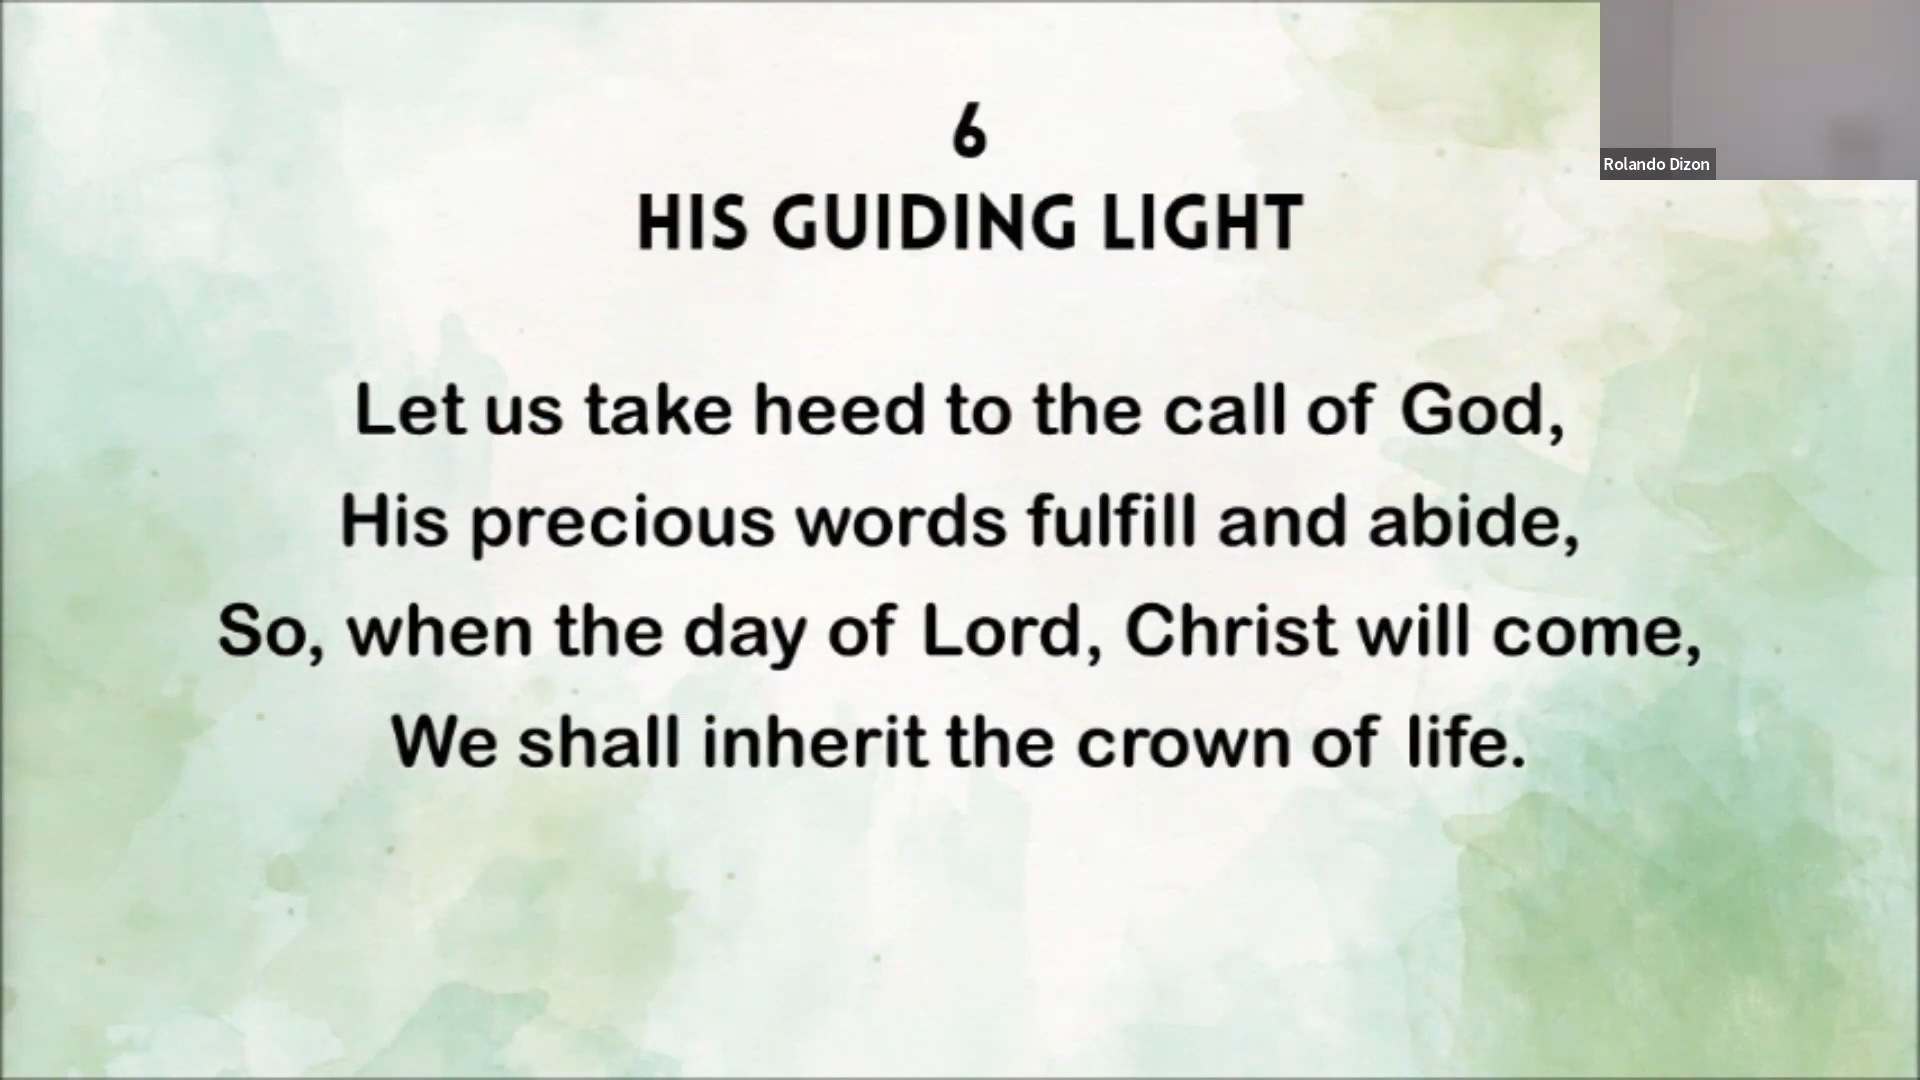 6
HIS GUIDING LIGHT
Rolando Dizon
Let us take heed to the call of God,
His precious words fulfill and abide,
So, when the day of Lord, Christ will come,
We shall inherit the crown of life.